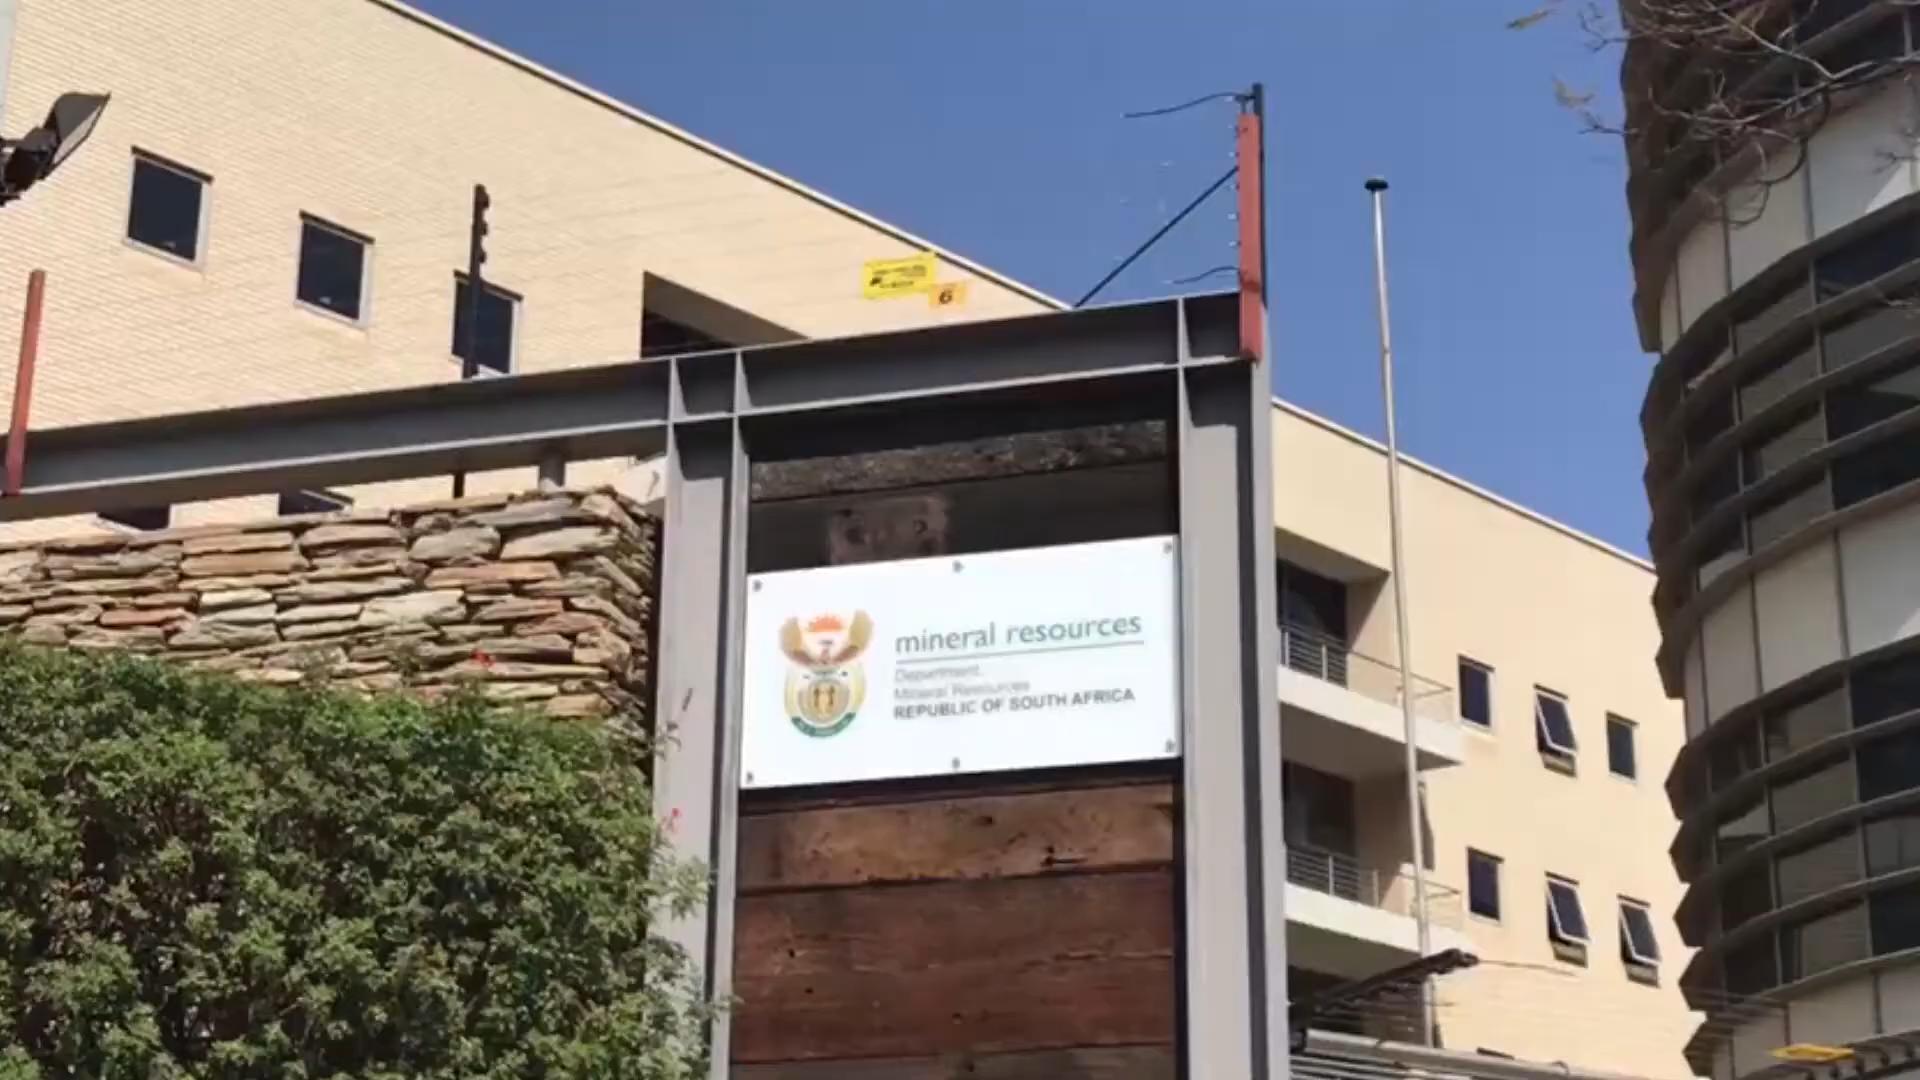 6
mineral resources
Department:
Mineral Resources
REPUBLIC OF SOUTH AFRICA